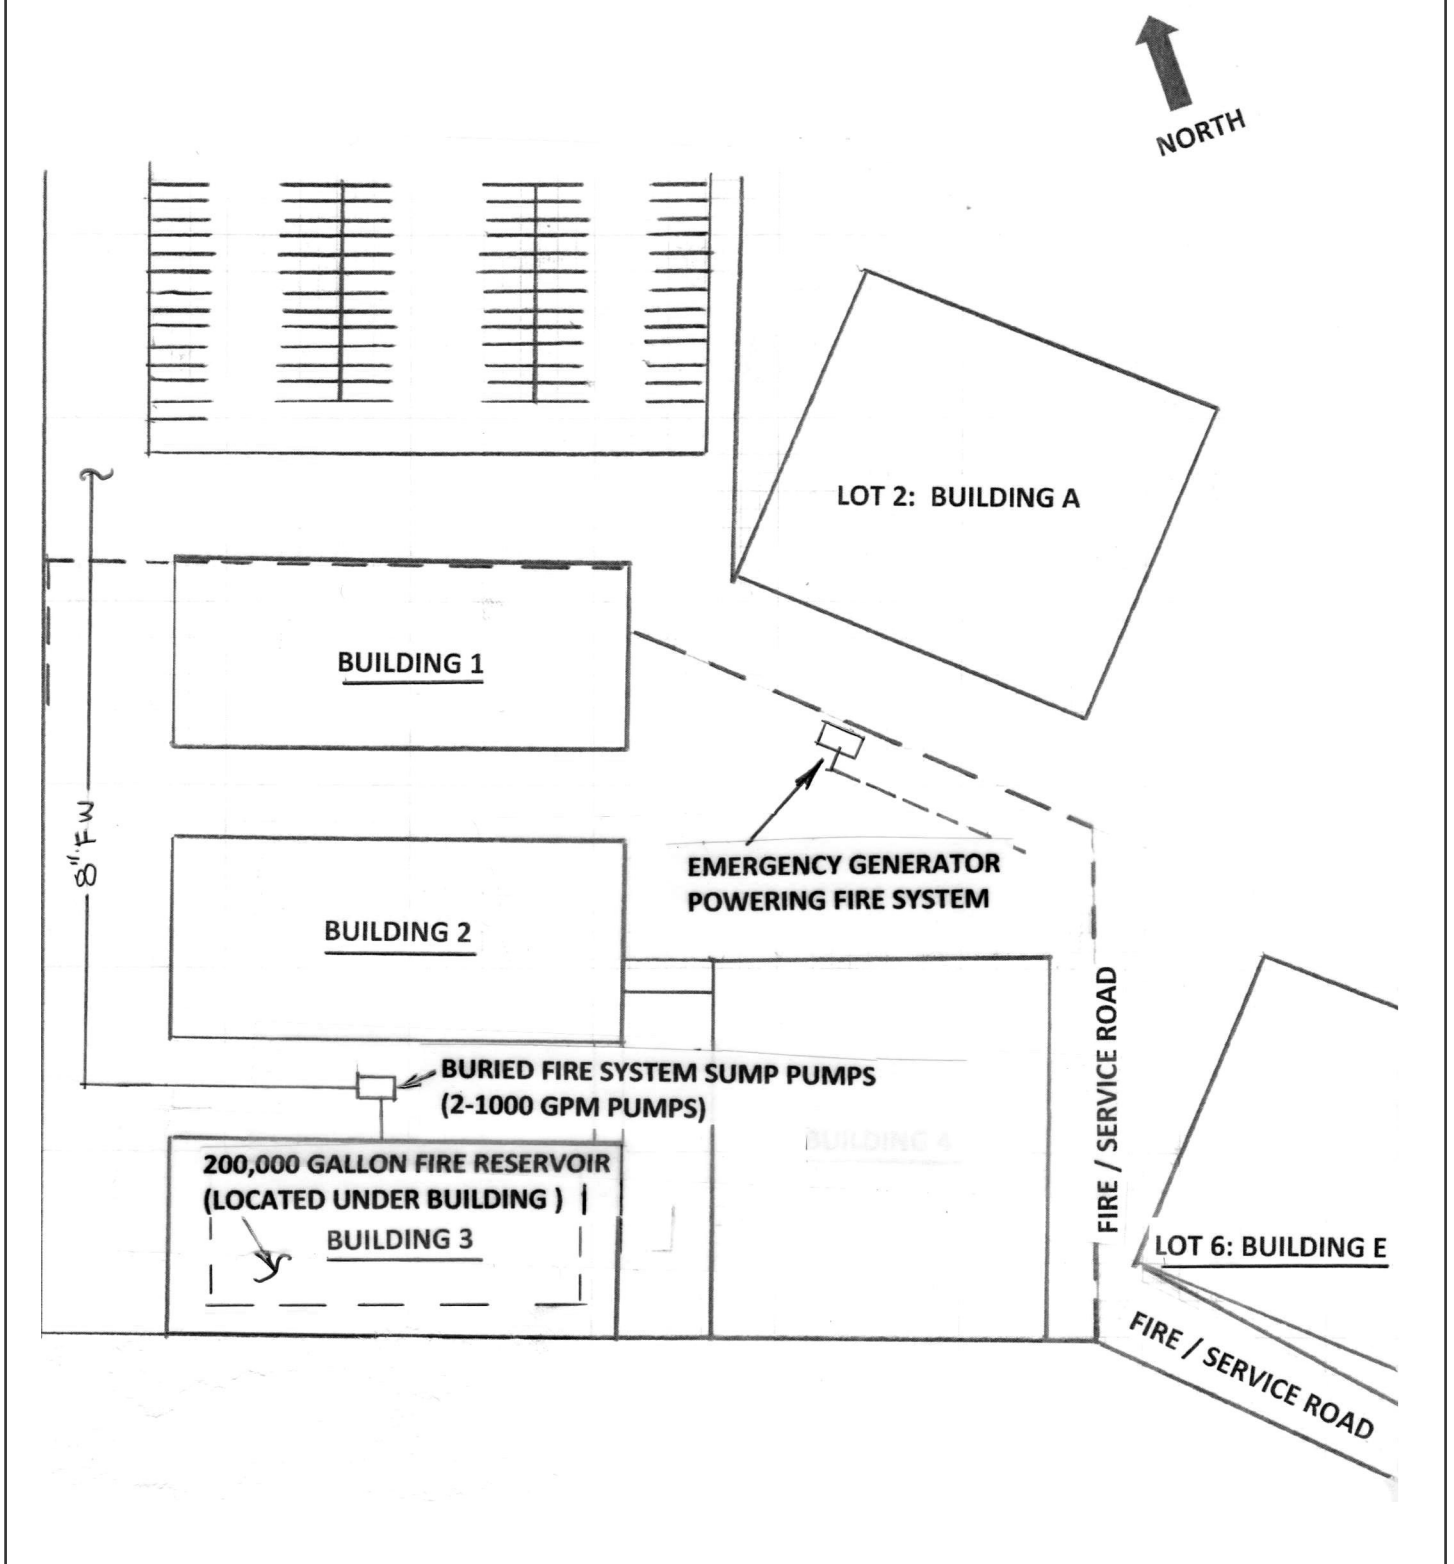 NORTH
LOT 2: BUILDING A
BUILDING 1
8" FW
EMERGENCY GENERATOR
POWERING FIRE SYSTEM
BUILDING 2
FIRE / SERVICE ROAD
BURIED FIRE SYSTEM SUMP PUMPS
(2-1000 GPM PUMPS)
BUILDING 4
200,000 GALLON FIRE RESERVOIR
(LOCATED UNDER BUILDING )
BUILDING 3
LOT 6: BUILDING E
FIRE / SERVICE ROAD